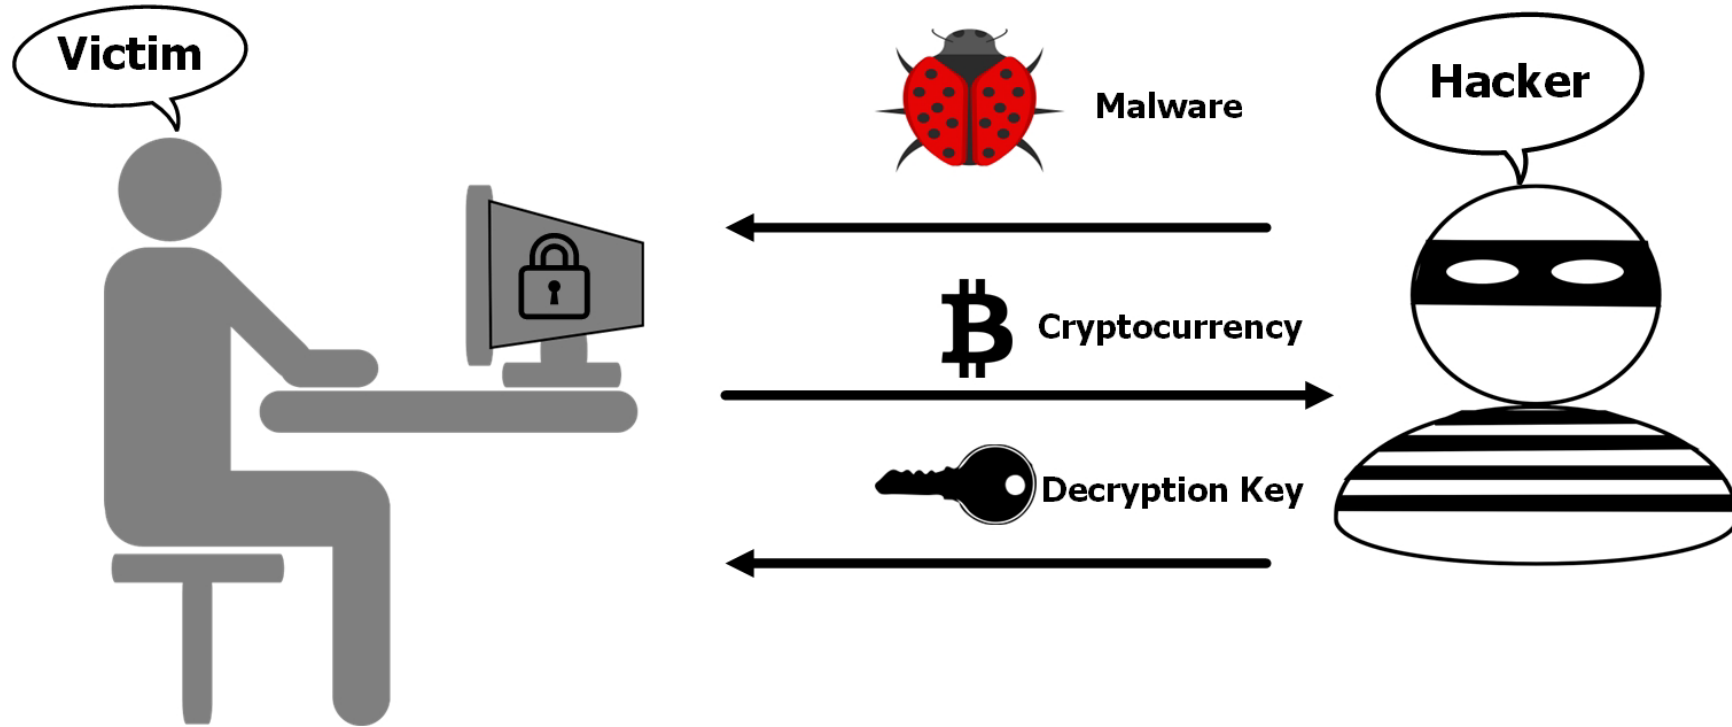 Victim
Hacker
Malware
Cryptocurrency
Decryption Key